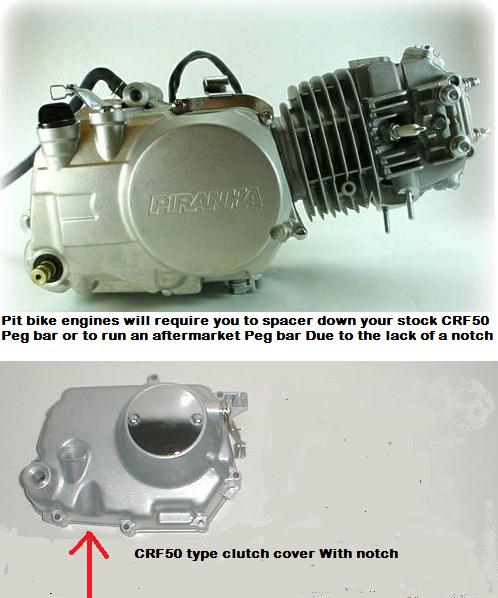 PIRANHA
Pit bike engines will require you to spacer down your stock CRF50
Peg bar or to run an aftermarket Peg bar Due to the lack of a notch
CRF50 type clutch cover With notch